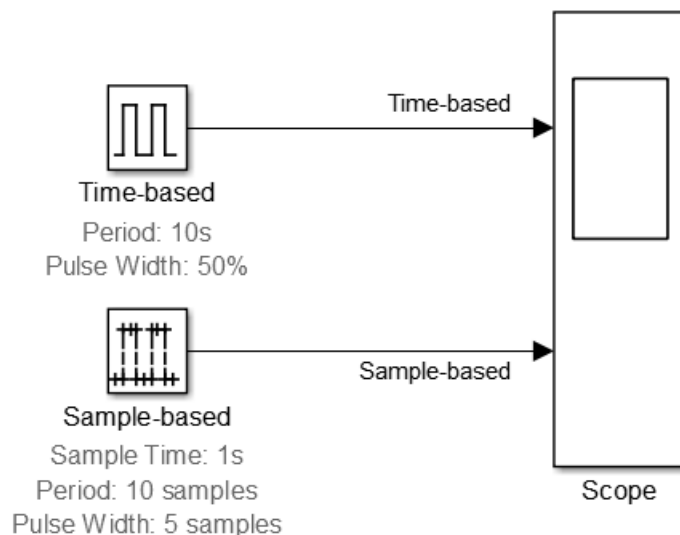 Time-based
Time-based
Period: 10s
Pulse Width: 50%
Sample-based
Sample-based
Sample Time: 1s
Period: 10 samples
Pulse Width: 5 samples
Scope